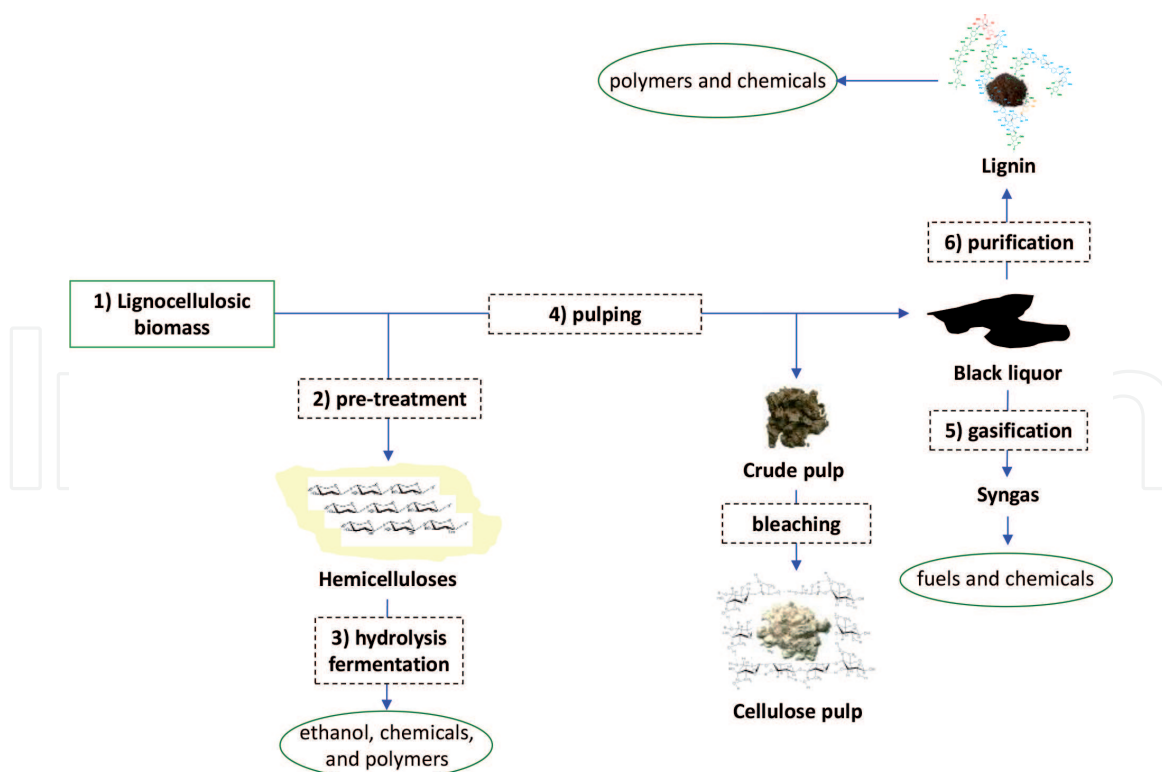 polymers and chemicals
Lignin
6) purification
1) Lignocellulosic
biomass
4) pulping
Black liquor
2) pre-treatment
5) gasification
Crude pulp
Syngas
bleaching
Hemicelluloses
fuels and chemicals
3) hydrolysis
fermentation
Cellulose pulp
ethanol, chemicals,
and polymers